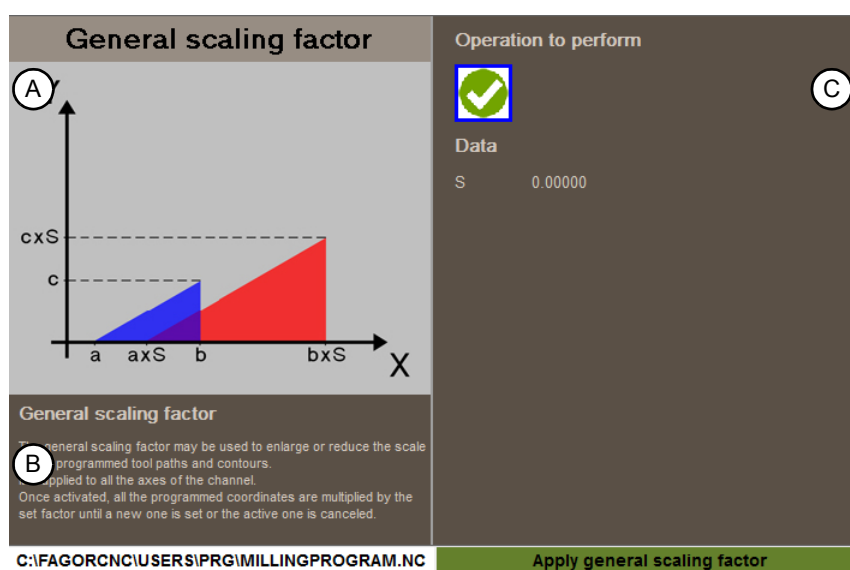 General scaling factor
A
Y
cxS
c
a
axS
b
bxS
X
General scaling factor
general scaling factor may be used to enlarge or reduce the scale
B
programmed tool paths and contours.
applied to all the axes of the channel.
Once activated, all the programmed coordinates are multiplied by the
set factor until a new one is set or the active one is canceled.
C:\FAGORCNC\USERS\PRG\MILLINGPROGRAM.NC
Operation to perform
C
Data
S 0.00000
Apply general scaling factor